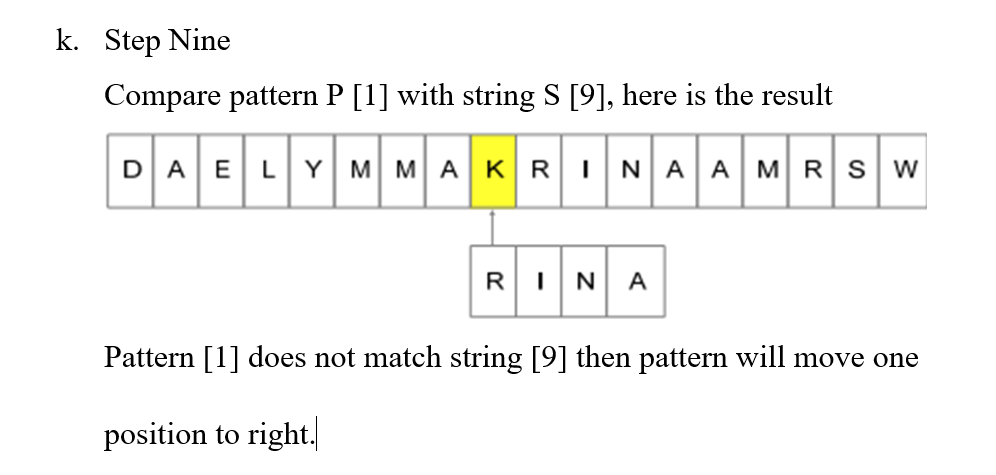 k. Step Nine
Compare pattern P [1] with string S [9], here is the result
D A E L Y M M A K R I N A A M R S W
R I N A
Pattern [1] does not match string [9] then pattern will move one
position to right.